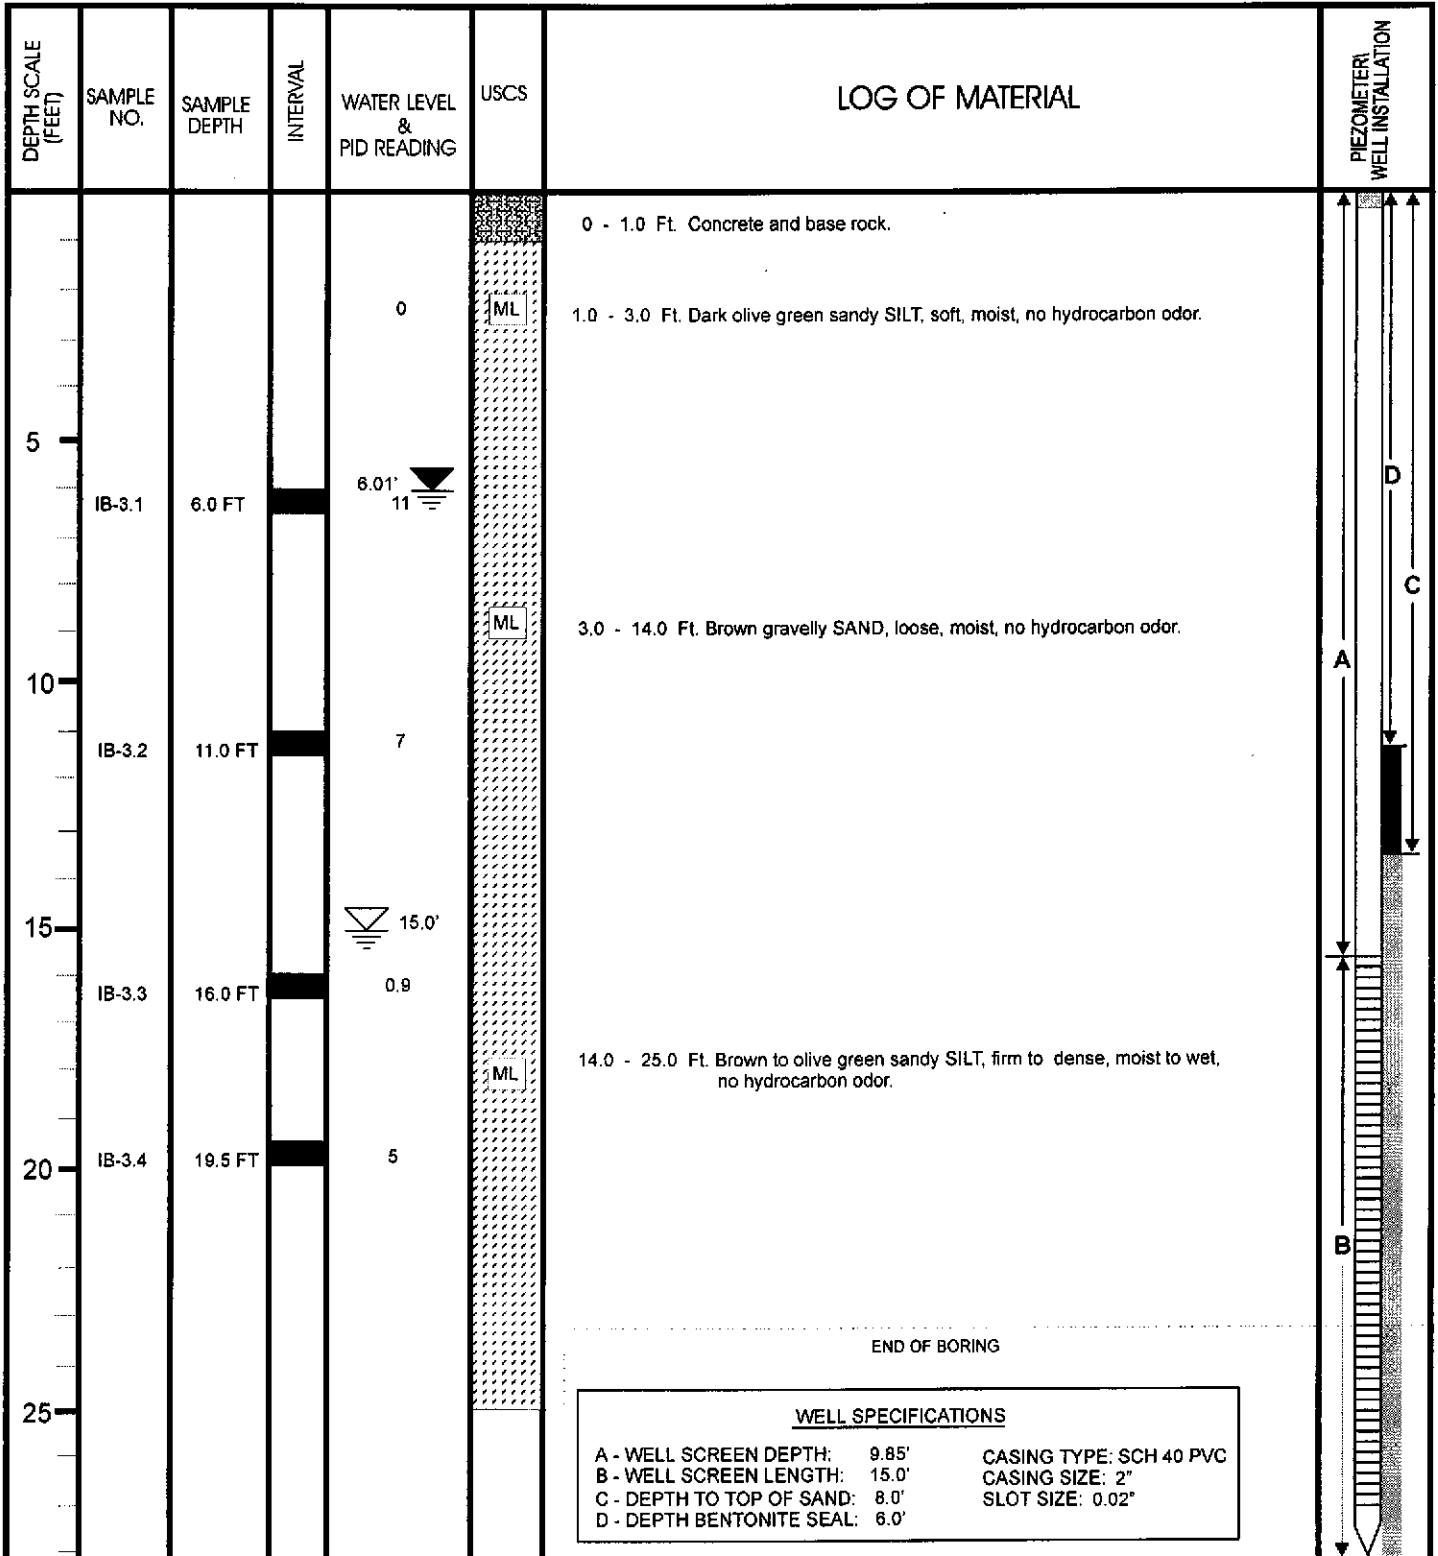 DEPTH SCALE
(FEET)
SAMPLE
NO.
SAMPLE
DEPTH
INTERVAL
WATER LEVEL
&
PID READING
USCS
LOG OF MATERIAL
PIEZOMETER\
WELL INSTALLATION
0 - 1.0 Ft. Concrete and base rock.
0
ML
1.0 - 3.0 Ft. Dark olive green sandy SILT, soft, moist, no hydrocarbon odor.
5
6.01'
D
IB-3.1
6.0 FT
11
C
ML
3.0 - 14.0 Ft. Brown gravelly SAND, loose, moist, no hydrocarbon odor.
A
10
IB-3.2
11.0 FT
7
15
15.0'
IB-3.3
16.0 FT
0.9
ML
14.0 - 25.0 Ft. Brown to olive green sandy SILT, firm to dense, moist to wet,
no hydrocarbon odor.
IB-3.4
19.5 FT
5
20
B
END OF BORING
25
WELL SPECIFICATIONS
A - WELL SCREEN DEPTH: 9.85'
B - WELL SCREEN LENGTH: 15.0'
C - DEPTH TO TOP OF SAND: 8.0'
D - DEPTH BENTONITE SEAL: 6.0'
CASING TYPE: SCH 40 PVC
CASING SIZE: 2"
SLOT SIZE: 0.02"